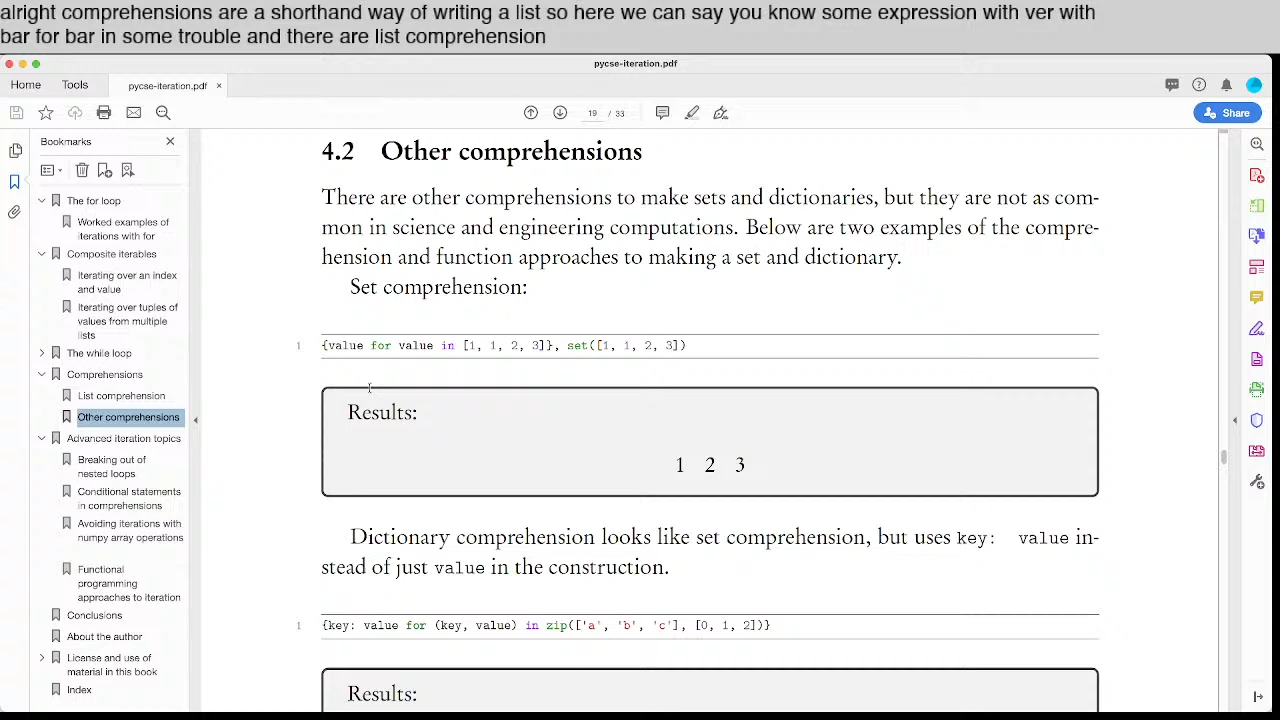 alright comprehensions are a shorthand way of writing a list so here we can say you know some expression with ver with
bar for bar in some trouble and there are list comprehension
pycse-iteration.pdf
Home Tools pycse-iteration.pdf ×
19 / 33
Share
Bookmarks
The for loop
Worked examples of
iterations with for
Composite iterables
Iterating over an index
and value
Iterating over tuples of
values from multiple
lists
The while loop
Comprehensions
List comprehension
Other comprehensions
Advanced iteration topics
Breaking out of
nested loops
Conditional statements
in comprehensions
Avoiding iterations with
numpy array operations
Functional
programming
approaches to iteration
Conclusions
About the author
License and use of
material in this book
Index
4.2 Other comprehensions
There are other comprehensions to make sets and dictionaries, but they are not as com-
mon in science and engineering computations. Below are two examples of the compre-
hension and function approaches to making a set and dictionary.
Set comprehension:
1 {value for value in [1, 1, 2, 3]}, set([1, 1, 2, 3])
Results:
1 2 3
Dictionary comprehension looks like set comprehension, but uses key: value in-
stead of just value in the construction.
1 {key: value for (key, value) in zip(['a', 'b', 'c'], [0, 1, 2])}
Results: